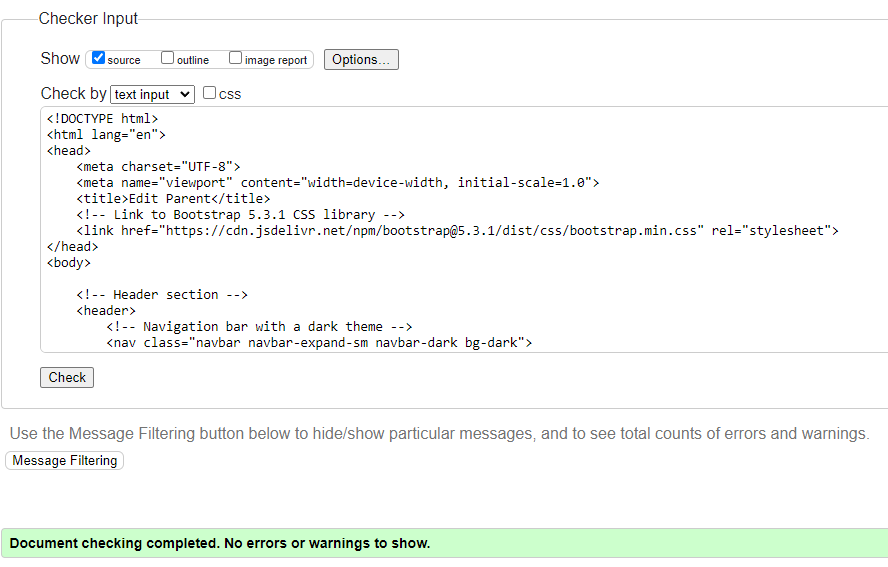 Checker Input
Show source outline image report Options...
Check by text input css
<!DOCTYPE html>
<html lang="en">
<head>
    <meta charset="UTF-8">
    <meta name="viewport" content="width=device-width, initial-scale=1.0">
    <title>Edit Parent</title>
    <!-- Link to Bootstrap 5.3.1 CSS library -->
    <link href="https://cdn.jsdelivr.net/npm/bootstrap@5.3.1/dist/css/bootstrap.min.css" rel="stylesheet">
</head>
<body>
    <!-- Header section -->
    <header>
        <!-- Navigation bar with a dark theme -->
        <nav class="navbar navbar-expand-sm navbar-dark bg-dark">
Check
Use the Message Filtering button below to hide/show particular messages, and to see total counts of errors and warnings.
Message Filtering
Document checking completed. No errors or warnings to show.